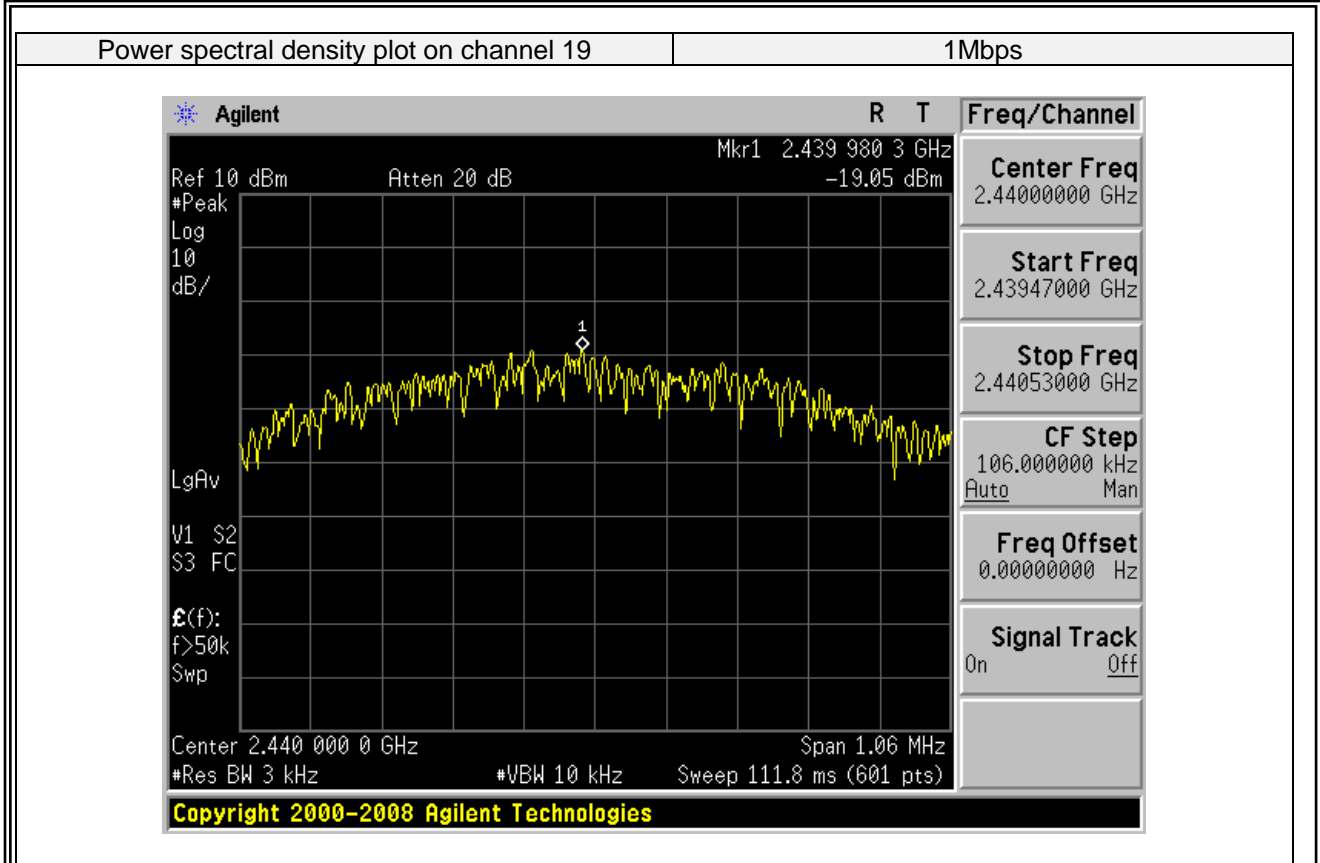 Power spectral density plot on channel 19 1Mbps
Agilent R T Freq/Channel
Mkr1 2.439 980 3 GHz
Ref 10 dBm Atten 20 dB -19.05 dBm
#Peak
Log
10
dB/
1
LgAv
V1 S2
S3 FC
£(f):
f>50k
Swp
Center 2.440 000 0 GHz Span 1.06 MHz
#Res BW 3 kHz #VBW 10 kHz Sweep 111.8 ms (601 pts)
Center Freq
2.44000000 GHz
Start Freq
2.43947000 GHz
Stop Freq
2.44053000 GHz
CF Step
106.000000 kHz
Auto Man
Freq Offset
0.00000000 Hz
Signal Track
On Off
Copyright 2000-2008 Agilent Technologies